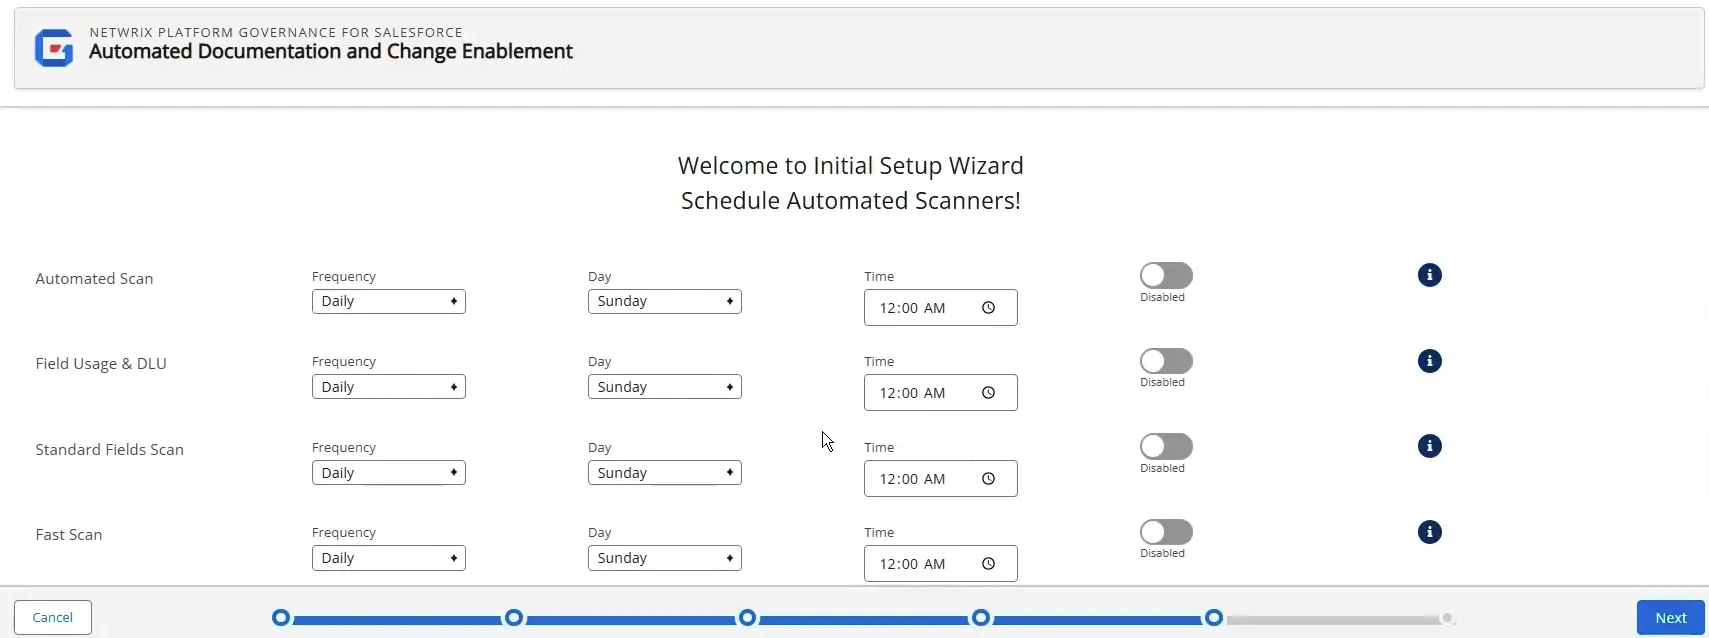 NETWRIX PLATFORM GOVERNANCE FOR SALESFORCE
Automated Documentation and Change Enablement
Welcome to Initial Setup Wizard
Schedule Automated Scanners!
Automated Scan
Frequency
Daily
Day
Sunday
Time
12:00 AM
Disabled
Field Usage & DLU
Frequency
Daily
Day
Sunday
Time
12:00 AM
Disabled
Standard Fields Scan
Frequency
Daily
Day
Sunday
Time
12:00 AM
Disabled
Fast Scan
Frequency
Daily
Day
Sunday
Time
12:00 AM
Disabled
Cancel
Next